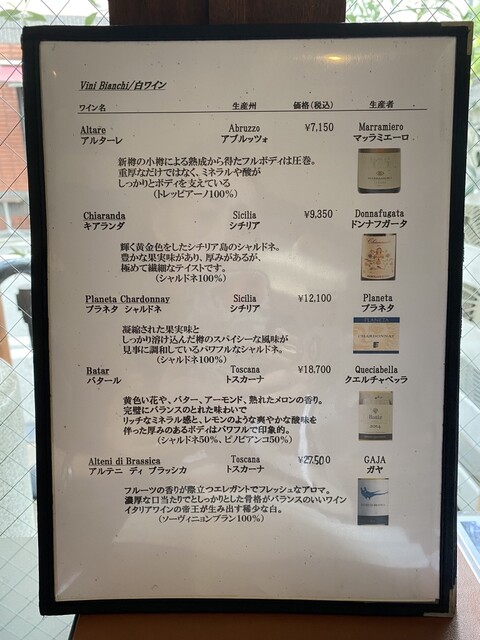 Vini Bianchi/白ワイン
ワイン名 生産州 価格(税込) 生産者
Altare Abruzzo ¥7,150 Marramiero
アルターレ アブルッツォ マッラミエーロ
新樽の小樽による熟成から得たフルボディは圧巻。
重厚なだけではなく、ミネラルや酸が
しっかりとボディを支えている
(トレッビアーノ100%)
Chiaranda Sicilia ¥9,350 Donnafugata
キアランダ シチリア ドンナフガータ
輝く黄金色をしたシチリア島のシャルドネ。
豊かな果実味があり、厚みがあるが、
極めて繊細なテイストです。
(シャルドネ100%)
Planeta Chardonnay Sicilia ¥12,100 Planeta
プラネタ シャルドネ シチリア プラネタ
PLANETA
CHARDONNAY
凝縮された果実味と
しっかり溶け込んだ樽のスパイシーな風味が
見事に調和しているパワフルなシャルドネ。
(シャルドネ100%)
Batar Toscana ¥18,700 Queciabella
バタール トスカーナ クエルチャベッラ
黄色い花や、バター、アーモンド、熟れたメロンの香り。
完璧にバランスのとれた味わいで
リッチなミネラル感と、レモンのような爽やかな酸味を
伴った厚みのあるボディはパワフルで印象的。
(シャルドネ50%、ピノビアンコ50%)
Batar
Alteni di Brassica Toscana ¥27,500 GAJA
アルテニ ディ ブラッシカ トスカーナ ガヤ
フルーツの香りが際立つエレガントでフレッシュなアロマ。
濃厚な口当たりでとしっかりとした骨格がバランスのいいワイン
イタリアワインの帝王が生み出す稀少な白。
(ソーヴィニョンブラン100%)